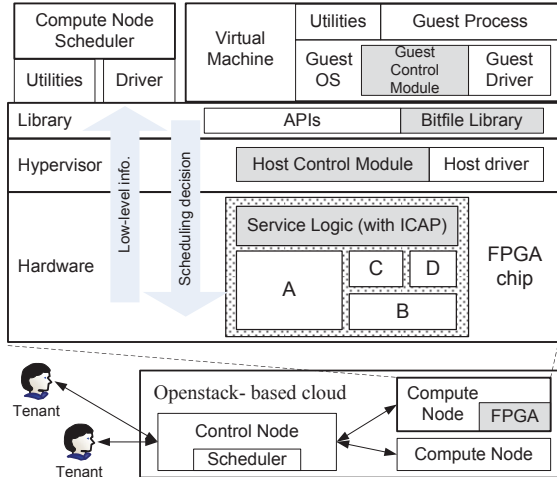 Compute Node
Scheduler
Utilities
Driver
Virtual
Machine
Utilities
Guest Process
Guest
OS
Guest
Control
Module
Guest
Driver
Library
APIs
Bitfile Library
Hypervisor
Host Control Module
Host driver
Low-level info.
Scheduling decision
Hardware
Service Logic (with ICAP)
A
C
D
B
FPGA
chip
Tenant
Tenant
Openstack- based cloud
Control Node
Scheduler
Compute
Node
FPGA
Compute Node